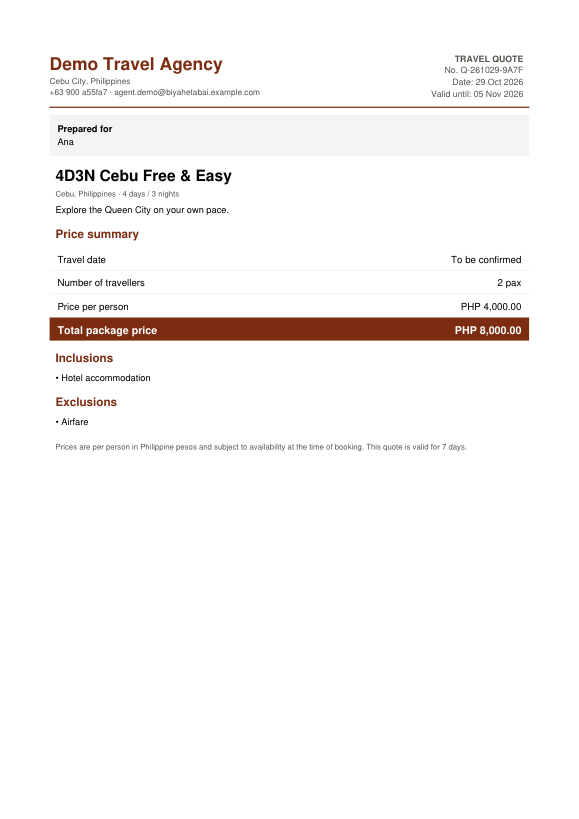 Demo Travel Agency
Cebu City, Philippines
+63 900 a55fa7 · agent.demo@biyahetabai.example.com
TRAVEL QUOTE
No. Q-261029-9A7F
Date: 29 Oct 2026
Valid until: 05 Nov 2026
Prepared for
Ana
4D3N Cebu Free & Easy
Cebu, Philippines · 4 days / 3 nights
Explore the Queen City on your own pace.
Price summary
Travel date To be confirmed
Number of travellers 2 pax
Price per person PHP 4,000.00
Total package price PHP 8,000.00
Inclusions
• Hotel accommodation
Exclusions
• Airfare
Prices are per person in Philippine pesos and subject to availability at the time of booking. This quote is valid for 7 days.